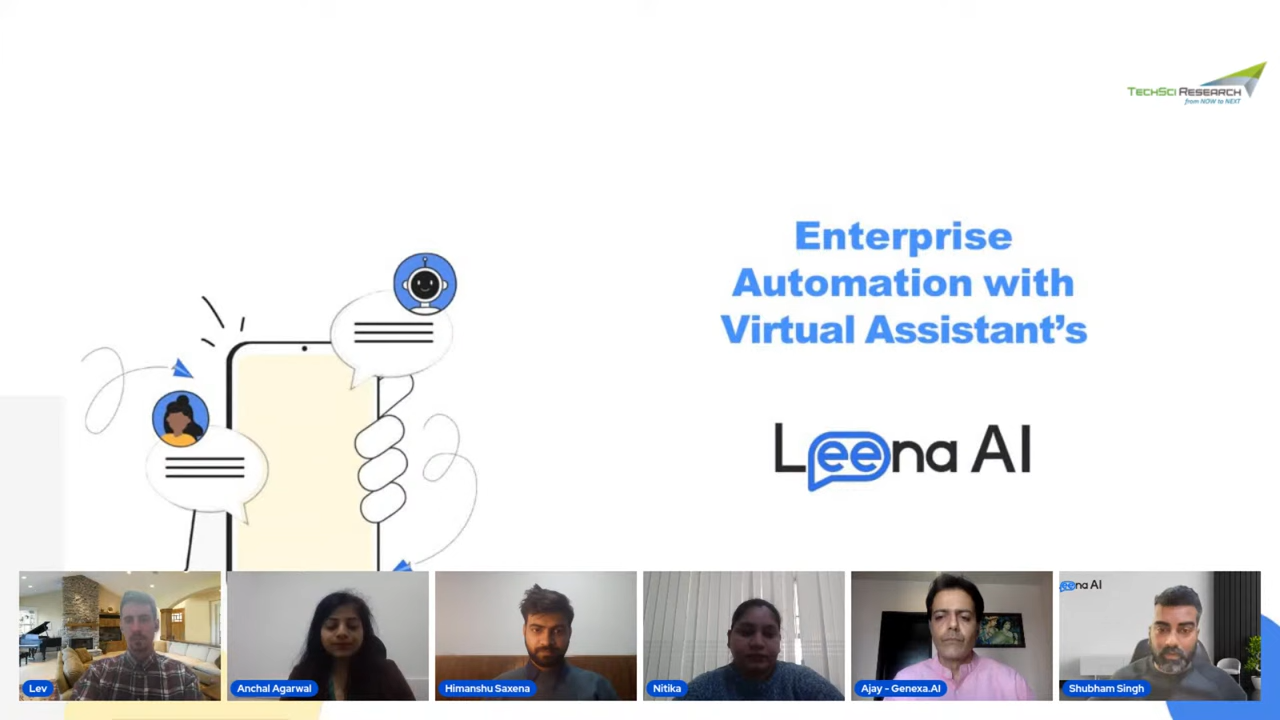 TechSci Research
from NOW to NEXT
Enterprise
Automation with
Virtual Assistant’s
Leena AI
eena AI
Lev
Anchal Agarwal
Himanshu Saxena
Nitika
Ajay - Genexa.AI
Shubham Singh